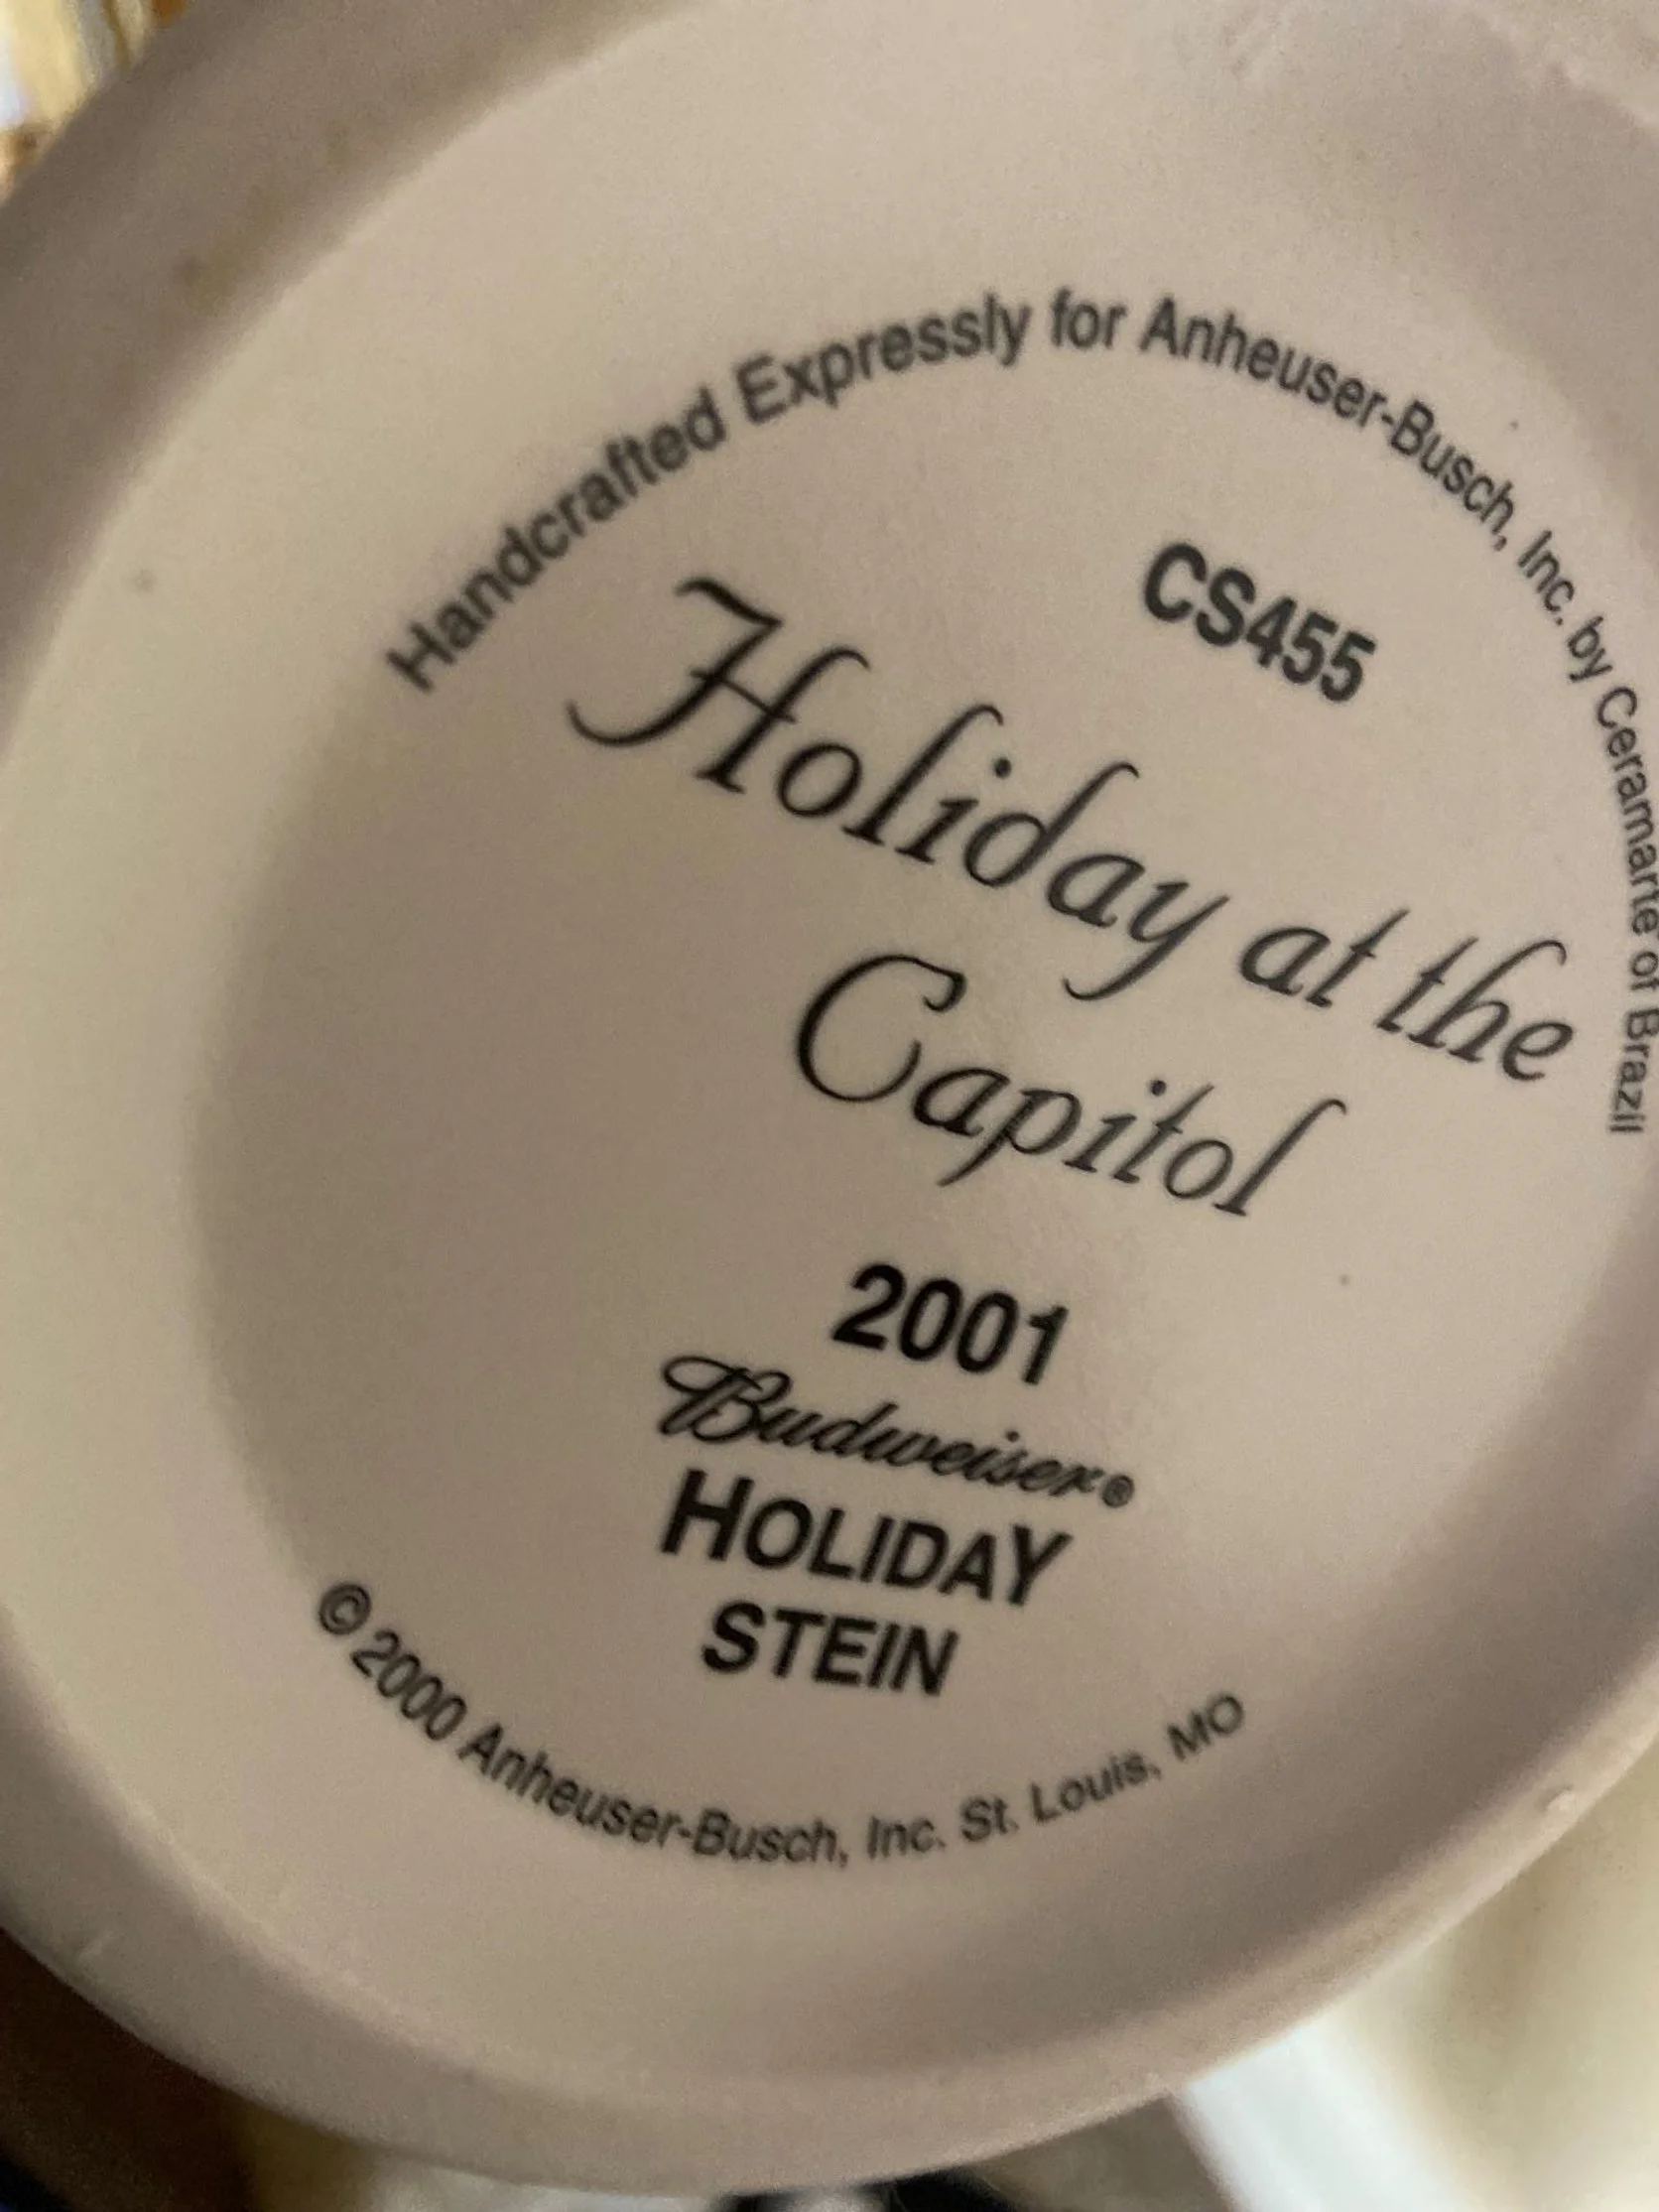 Handcrafted Expressly for Anheuser-Busch, Inc. by Ceramarte of Brazil
CS455
Holiday at the
Capitol
2001
Budweiser®
HOLIDAY
STEIN
© 2000 Anheuser-Busch, Inc. St. Louis, MO